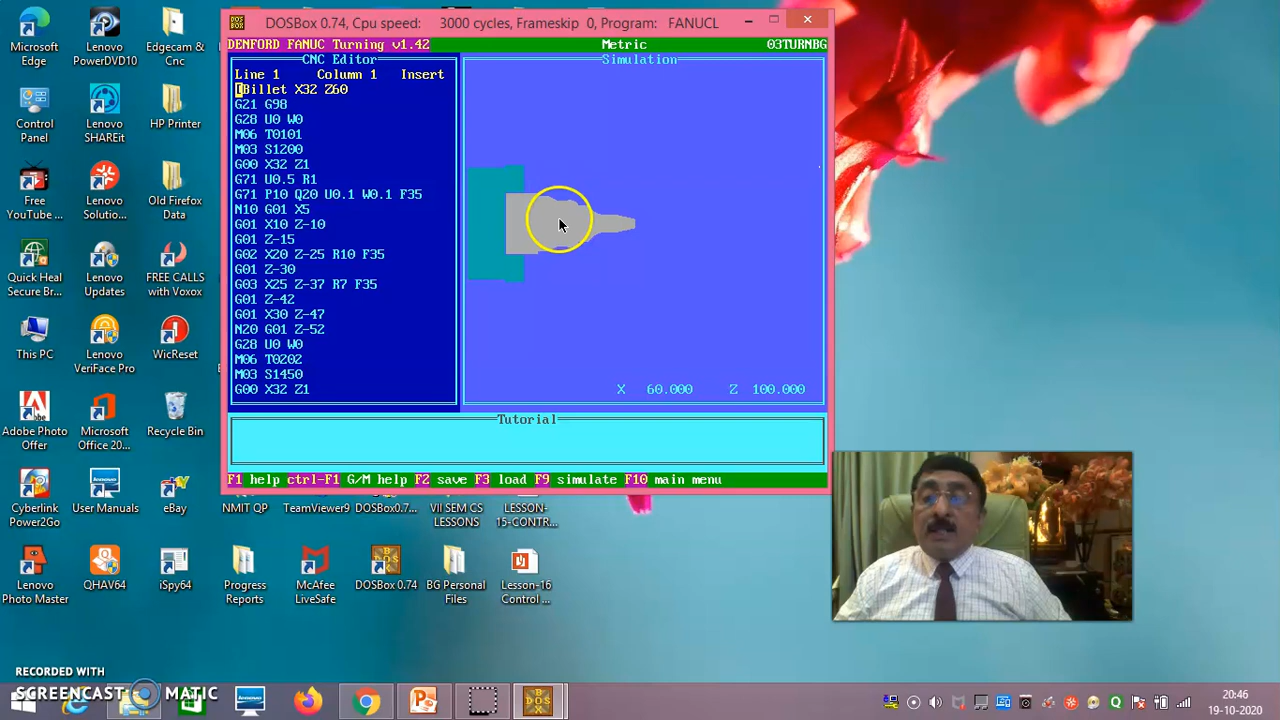 DOSBox 0.74, Cpu speed: 3000 cycles, Frameskip 0, Program: FANUCL
DENFORD FANUC Turning v1.42 Metric 03TURNBG
CNC Editor
Simulation
Line 1 Column 1 Insert
[Billet X32 Z60
G21 G98
G28 U0 W0
M06 T0101
M03 S1200
G00 X32 Z1
G71 U0.5 R1
G71 P10 Q20 U0.1 W0.1 F35
N10 G01 X5
G01 X10 Z-10
G01 Z-15
G02 X20 Z-25 R10 F35
G01 Z-30
G03 X25 Z-37 R7 F35
G01 Z-42
G01 X30 Z-47
N20 G01 Z-52
G28 U0 W0
M06 T0202
M03 S1450
G00 X32 Z1
X 60.000 Z 100.000
Tutorial
F1 help ctrl-F1 G/M help F2 save F3 load F9 simulate F10 main menu
Microsoft Edge
Lenovo PowerDVD10
Edgecam & Cnc
Control Panel
Lenovo SHAREit
HP Printer
Free YouTube ...
Lenovo Solutio...
Old Firefox Data
Quick Heal Secure Br...
Lenovo Updates
FREE CALLS with Voxox
This PC
Lenovo VeriFace Pro
WicReset
Adobe Photo Offer
Microsoft Office 20...
Recycle Bin
Cyberlink Power2Go
User Manuals
eBay
NMIT QP
TeamViewer9
DOSBox0.7...
VII SEM CS LESSONS
LESSON-15-CONTR...
Lenovo Photo Master
QHAV64
iSpy64
Progress Reports
McAfee LiveSafe
DOSBox 0.74
BG Personal Files
Lesson-16 Control ...
RECORDED WITH
SCREENCAST MATIC
20:46
19-10-2020